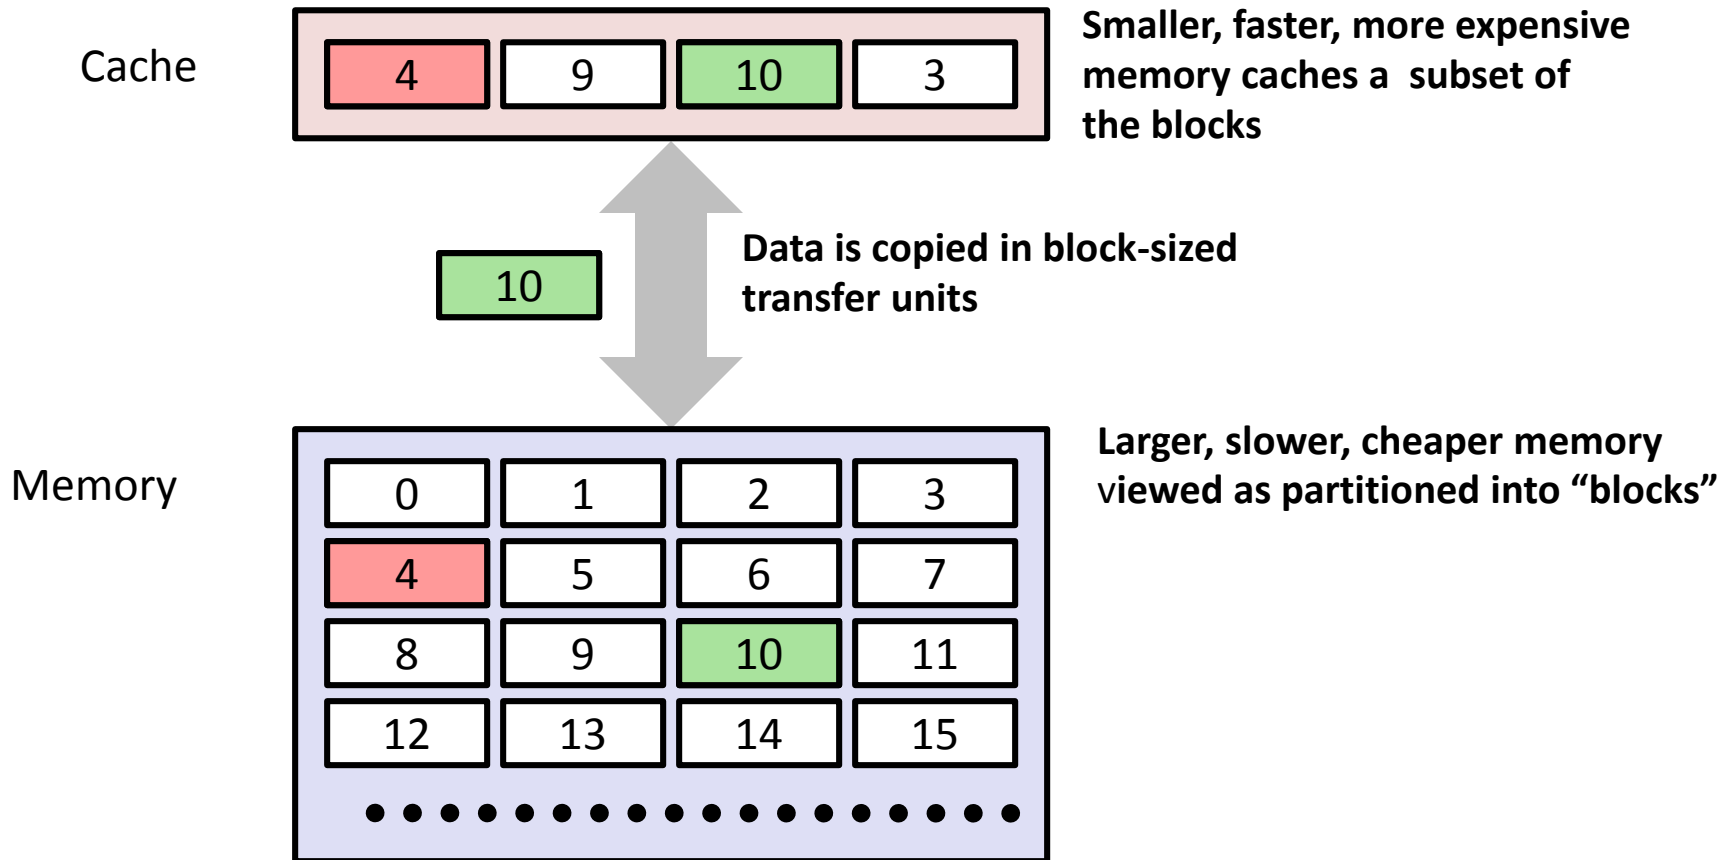 Cache
4 9 10 3
Smaller, faster, more expensive
memory caches a subset of
the blocks
10
Data is copied in block-sized
transfer units
Memory
Larger, slower, cheaper memory
viewed as partitioned into “blocks”
0 1 2 3
4 5 6 7
8 9 10 11
12 13 14 15